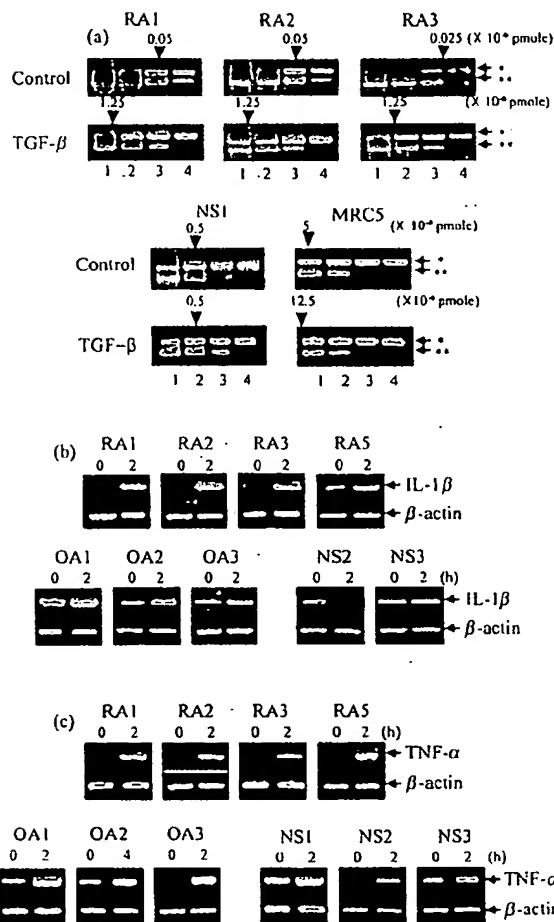 (a) RA1 RA2 RA3
0.05 0.05 0.025 (X 10⁻⁶ pmole)
Control *
**
1.25 1.25 1.25 (X 10⁻⁶ pmole)
TGF-β *
**
1 2 3 4 1 2 3 4 1 2 3 4
NS1 MRC5
0.5 5 (X 10⁻⁶ pmole)
Control *
**
0.5 12.5 (X10⁻⁶ pmole)
TGF-β *
**
1 2 3 4 1 2 3 4
(b) RA1 RA2 RA3 RA5
0 2 0 2 0 2 0 2
IL-1β
β-actin
OA1 OA2 OA3 NS2 NS3
0 2 0 2 0 2 0 2 0 2 (h)
IL-1β
β-actin
(c) RA1 RA2 RA3 RA5
0 2 0 2 0 2 0 2 (h)
TNF-α
β-actin
OA1 OA2 OA3 NS1 NS2 NS3
0 2 0 4 0 2 0 2 0 2 0 2 (h)
TNF-α
β-actin